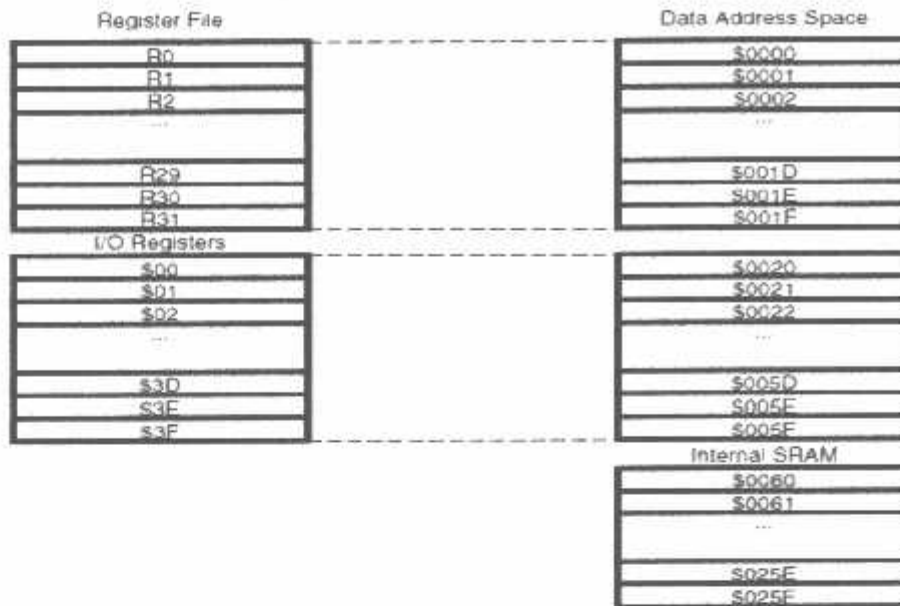 Register File
Data Address Space
R0
$0000
R1
$0001
R2
$0002
...
...
R29
$001D
R30
$001E
R31
$001F
I/O Registers
$00
$0020
$01
$0021
$02
$0022
...
...
$3D
$005D
$3E
$005E
$3F
$005F
Internal SRAM
$0060
$0061
...
$025E
$025F